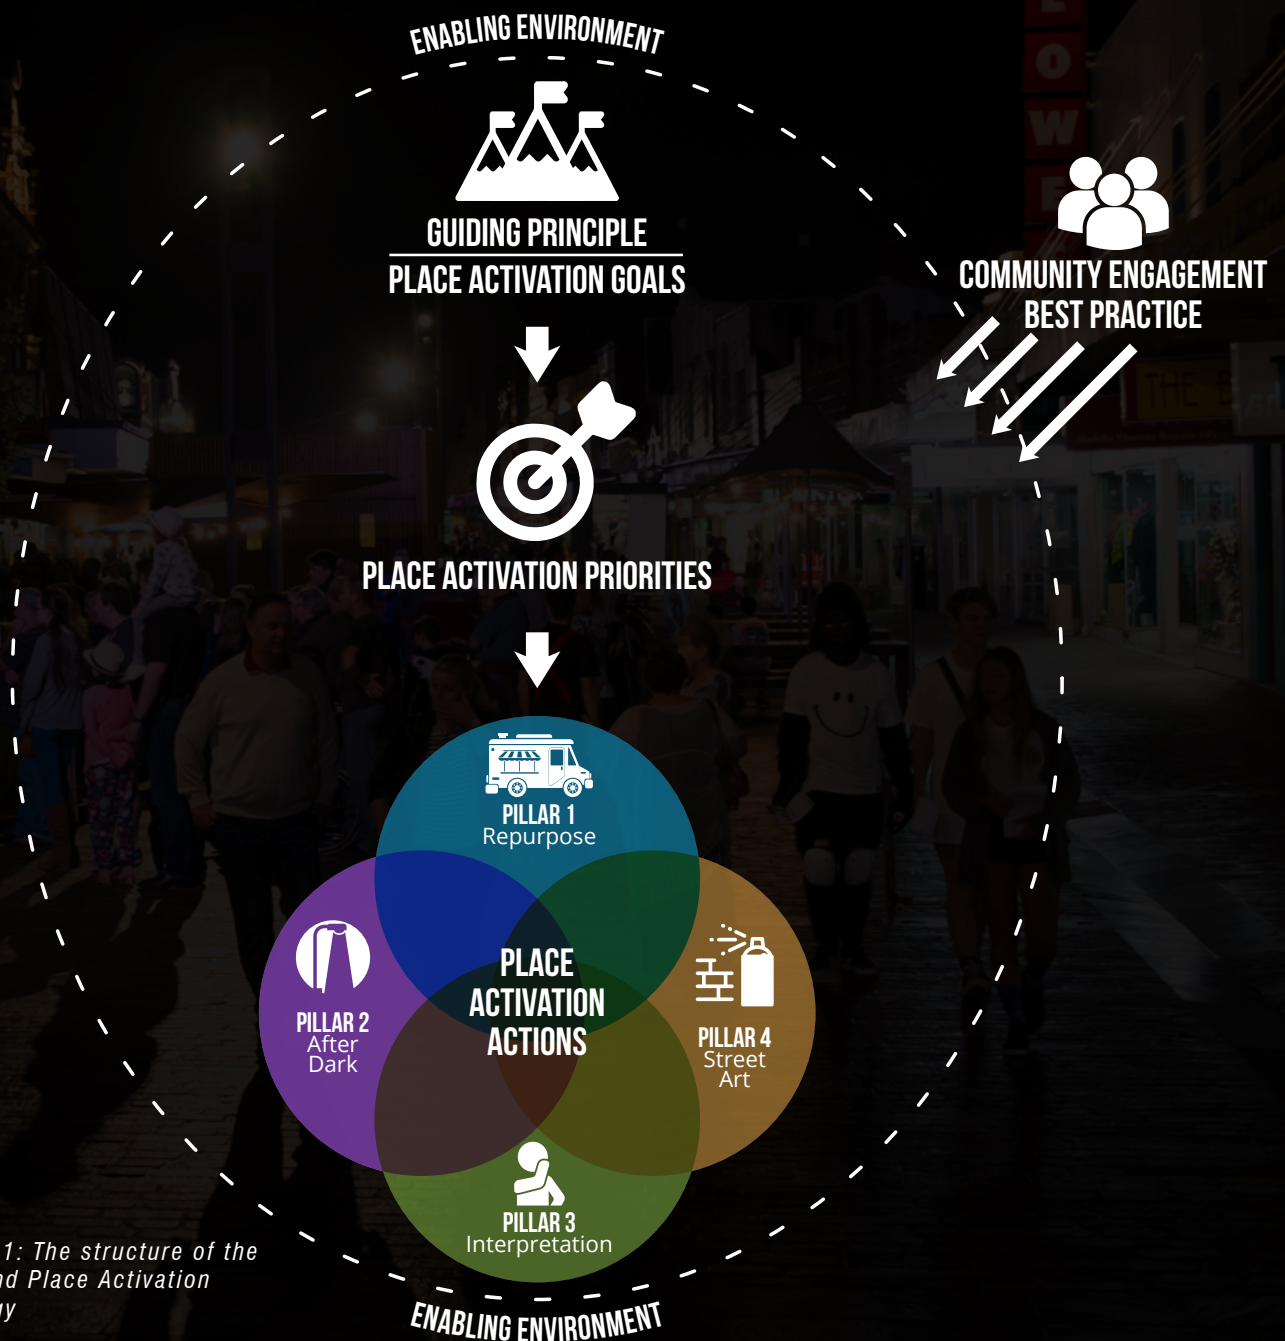 ENABLING ENVIRONMENT
GUIDING PRINCIPLE
PLACE ACTIVATION GOALS
COMMUNITY ENGAGEMENT
BEST PRACTICE
PLACE ACTIVATION PRIORITIES
PILLAR 1
Repurpose
PLACE
ACTIVATION
ACTIONS
PILLAR 2
After
Dark
PILLAR 4
Street
Art
PILLAR 3
Interpretation
1: The structure of the
Place Activation
ENABLING ENVIRONMENT
THE